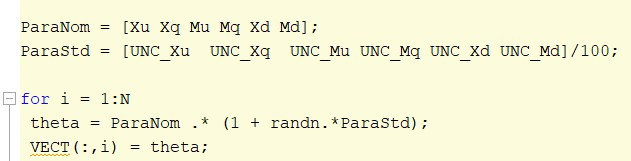 ParaNom = [Xu Xq Mu Mq Xd Md];
ParaStd = [UNC_Xu  UNC_Xq  UNC_Mu UNC_Mq UNC_Xd UNC_Md]/100;
for i = 1:N
theta = ParaNom .* (1 + randn.*ParaStd);
VECT(:,i) = theta;